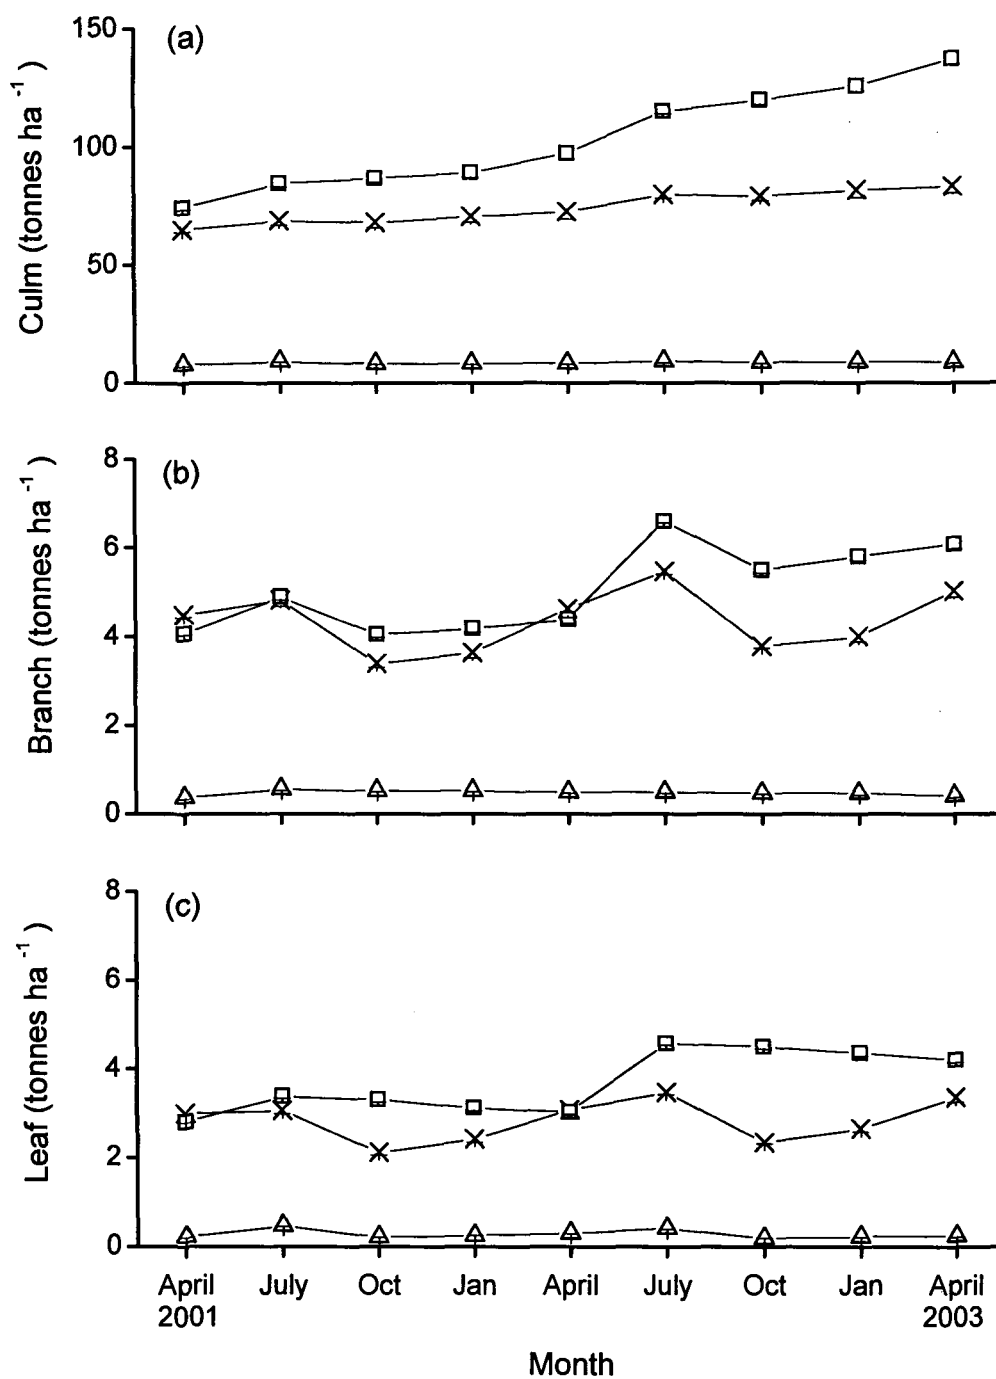 (a)
150
100
50
0
Culm (tonnes ha⁻¹)
(b)
8
6
4
2
0
Branch (tonnes ha⁻¹)
(c)
8
6
4
2
0
Leaf (tonnes ha⁻¹)
April July Oct Jan April July Oct Jan April
2001 2003
Month